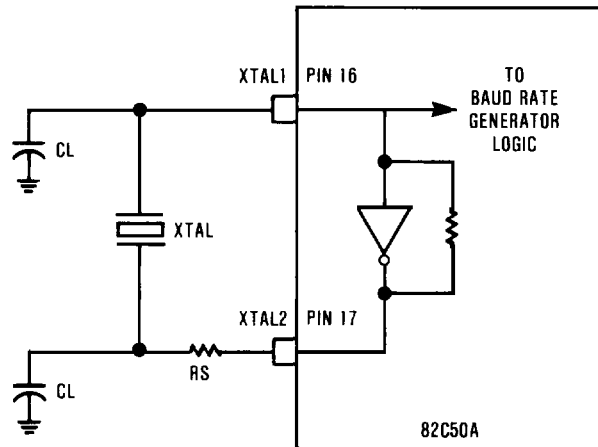 XTAL1
PIN 16
TO
BAUD RATE
GENERATOR
LOGIC
CL
XTAL
XTAL2
PIN 17
RS
CL
82C50A